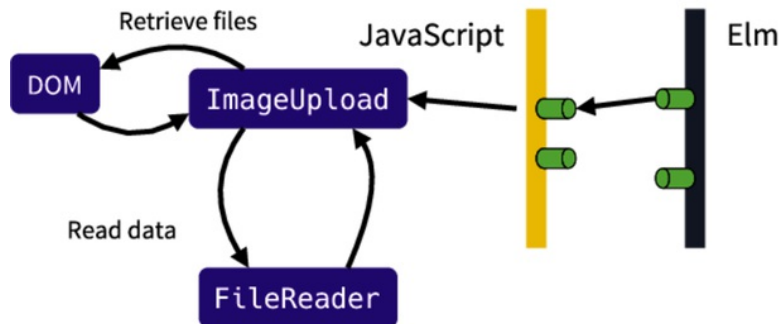 Retrieve files
JavaScript
Elm
DOM
ImageUpload
Read data
FileReader